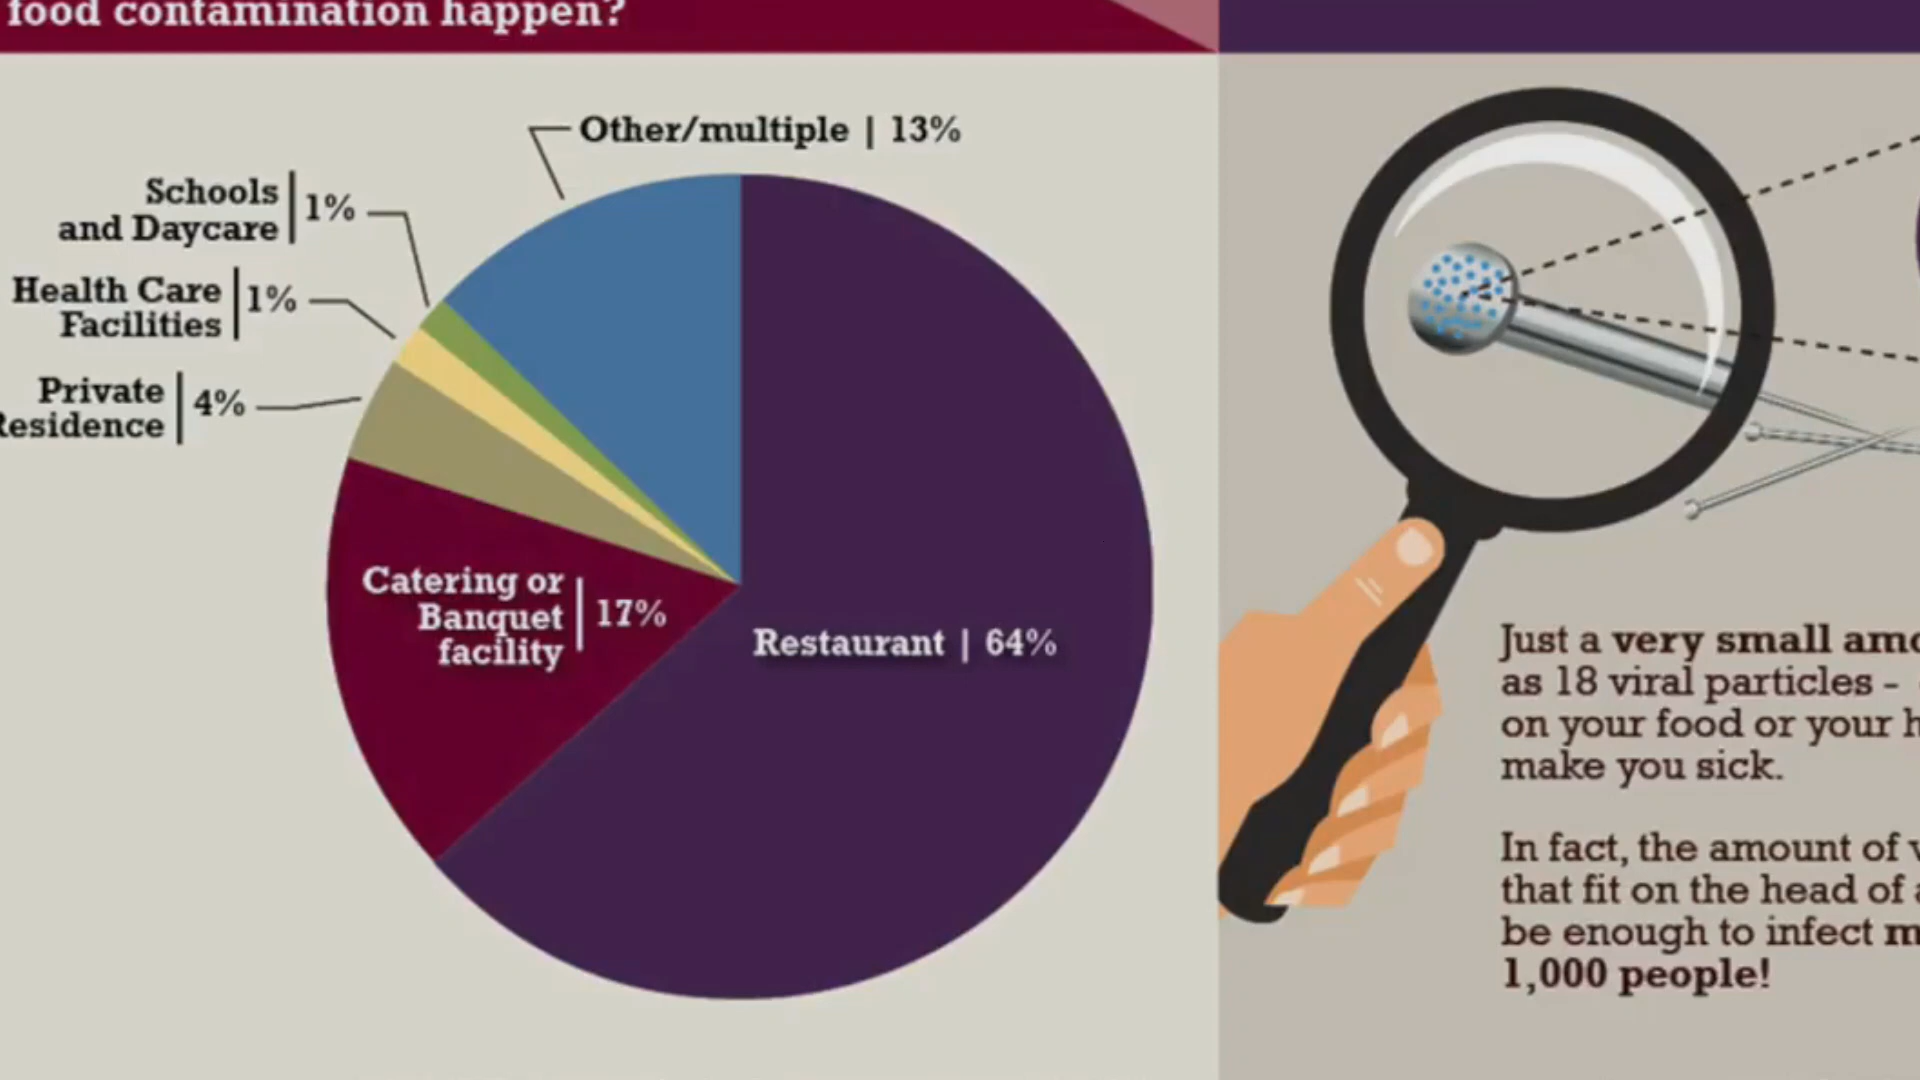 food contamination happen?
Other/multiple | 13%
Schools
and Daycare | 1%
Health Care
Facilities | 1%
Private
Residence | 4%
Catering or
Banquet
facility | 17%
Restaurant | 64%
Just a very small amo
as 18 viral particles -
on your food or your h
make you sick.
In fact, the amount of v
that fit on the head of a
be enough to infect m
1,000 people!